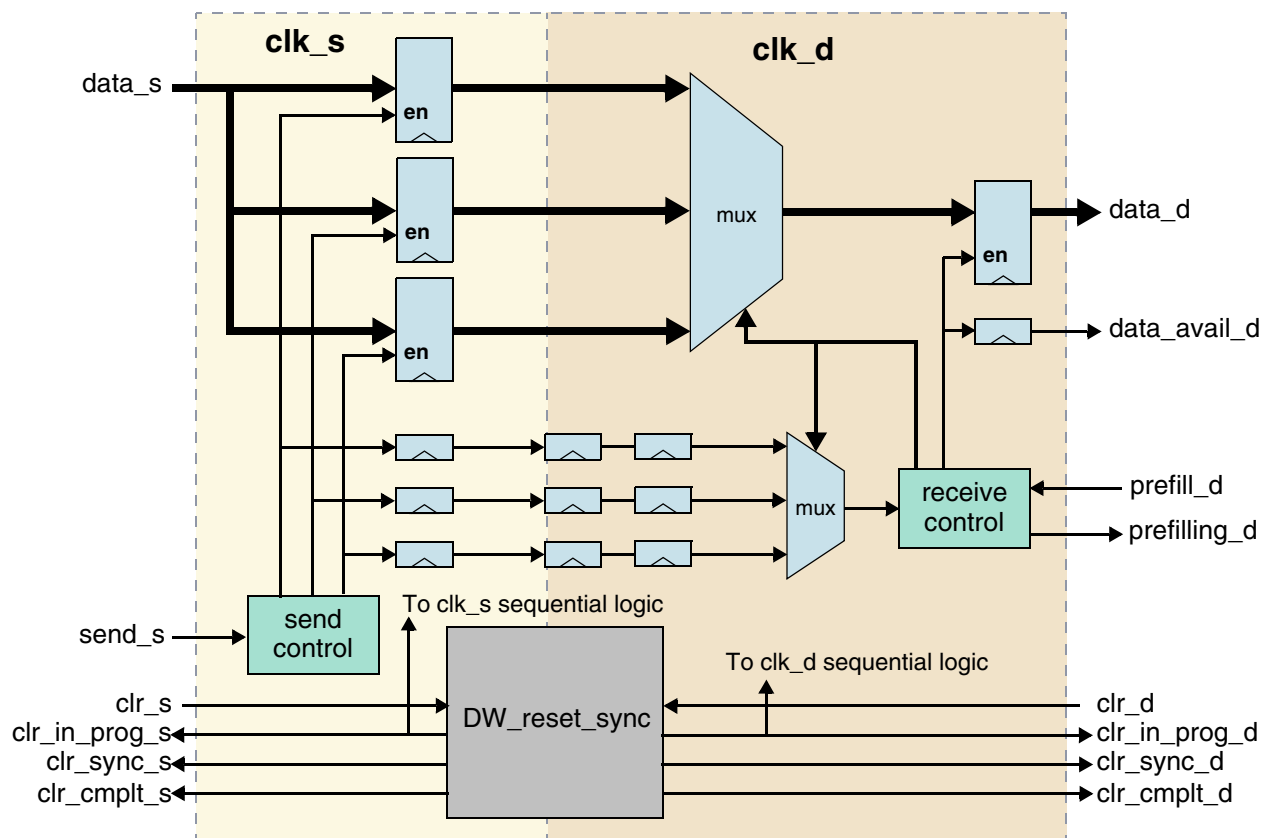 clk_s
clk_d
data_s
en
en
en
mux
en
data_d
data_avail_d
mux
receive
control
prefill_d
prefilling_d
To clk_s sequential logic
send_s
send
control
To clk_d sequential logic
clr_s
DW_reset_sync
clr_d
clr_in_prog_s
clr_in_prog_d
clr_sync_s
clr_sync_d
clr_cmplt_s
clr_cmplt_d